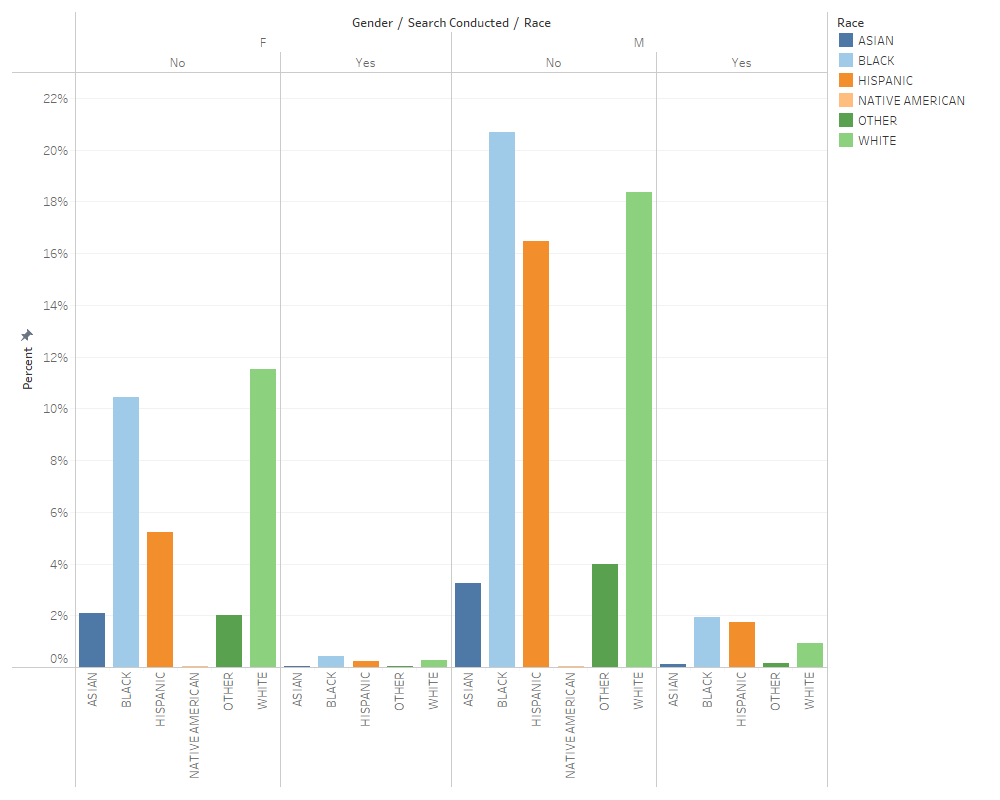 Gender / Search Conducted / Race
F
M
No
Yes
No
Yes
22%
20%
18%
16%
14%
12%
10%
8%
6%
4%
2%
0%
Percent
ASIAN
BLACK
HISPANIC
NATIVE AMERICAN
OTHER
WHITE
ASIAN
BLACK
HISPANIC
OTHER
WHITE
ASIAN
BLACK
HISPANIC
NATIVE AMERICAN
OTHER
WHITE
ASIAN
BLACK
HISPANIC
OTHER
WHITE
Race
ASIAN
BLACK
HISPANIC
NATIVE AMERICAN
OTHER
WHITE